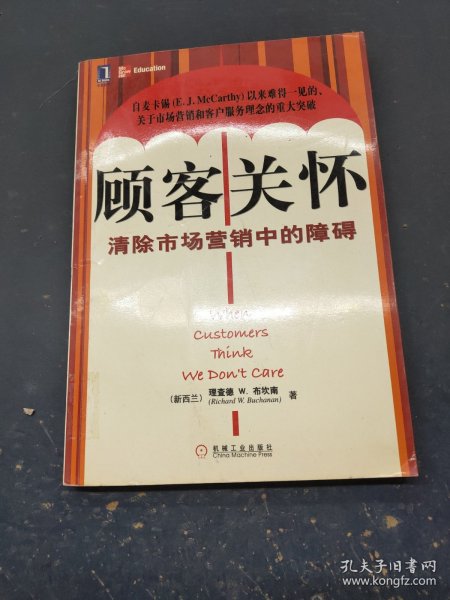 Mc Graw Hill Education
自麦卡锡(E. J. McCarthy)以来难得一见的、
关于市场营销和客户服务理念的重大突破
顾客关怀
清除市场营销中的障碍
When
Customers
Think
We Don't Care
(新西兰) 理查德 W. 布坎南 著
(Richard W. Buchanan)
机械工业出版社
China Machine Press
孔夫子旧书网
www.kongfz.com